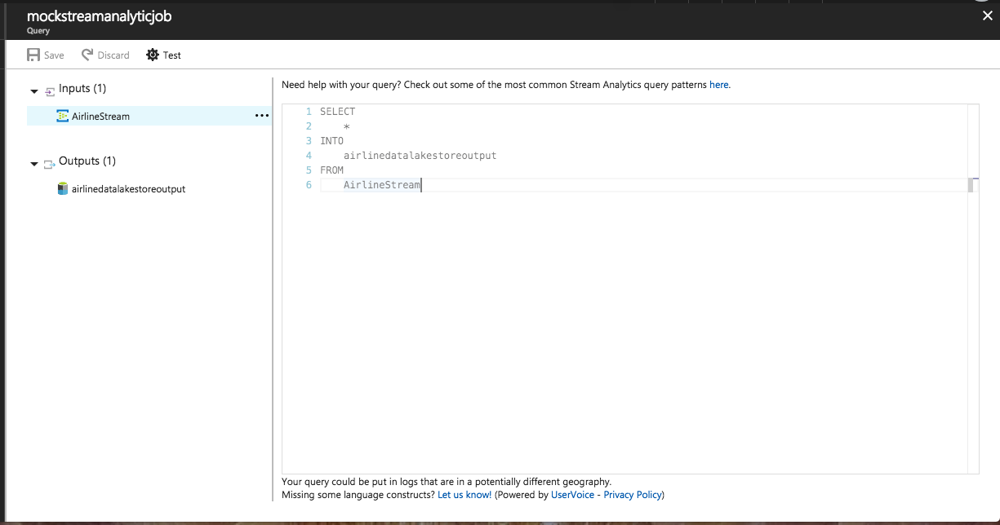 mockstreamanalyticjob
Query
Save Discard Test
Inputs (1)
AirlineStream
Outputs (1)
airlinedatalakestoreoutput
Need help with your query? Check out some of the most common Stream Analytics query patterns here.
1 SELECT
2 *
3 INTO
4 airlinedatalakestoreoutput
5 FROM
6 AirlineStream
Your query could be put in logs that are in a potentially different geography.
Missing some language constructs? Let us know! (Powered by UserVoice - Privacy Policy)